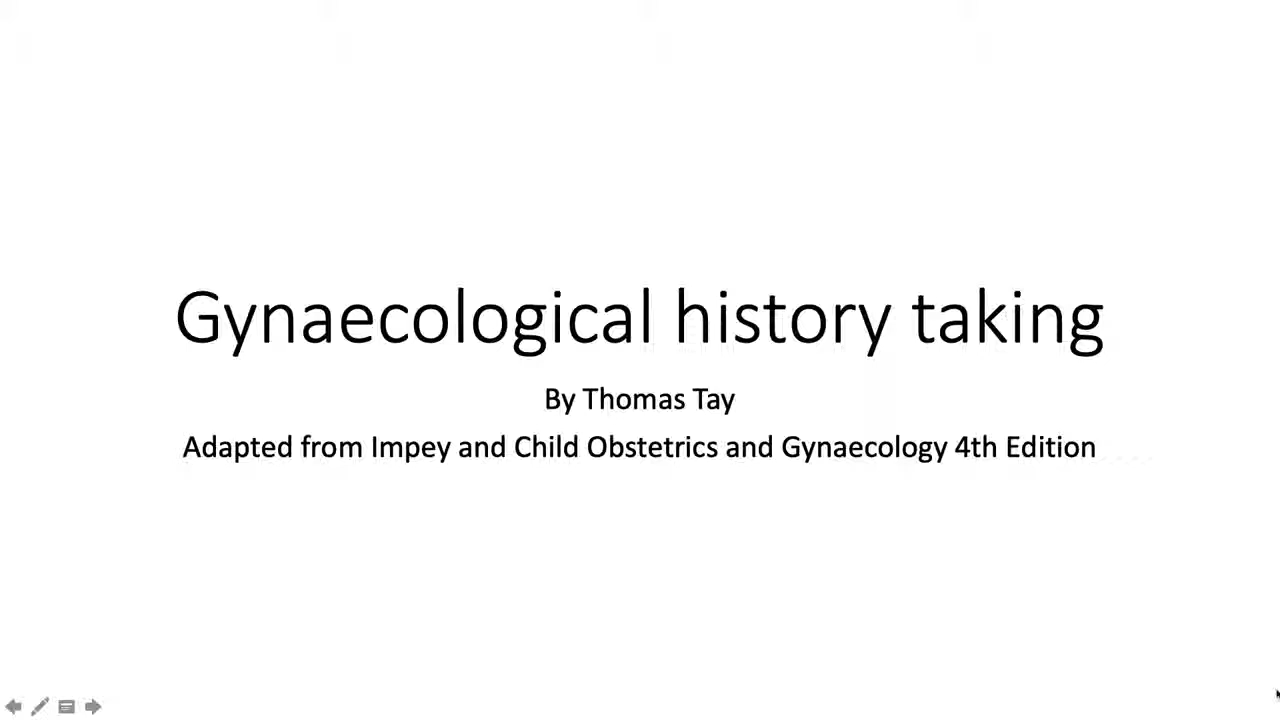 Gynaecological history taking
By Thomas Tay
Adapted from Impey and Child Obstetrics and Gynaecology 4th Edition